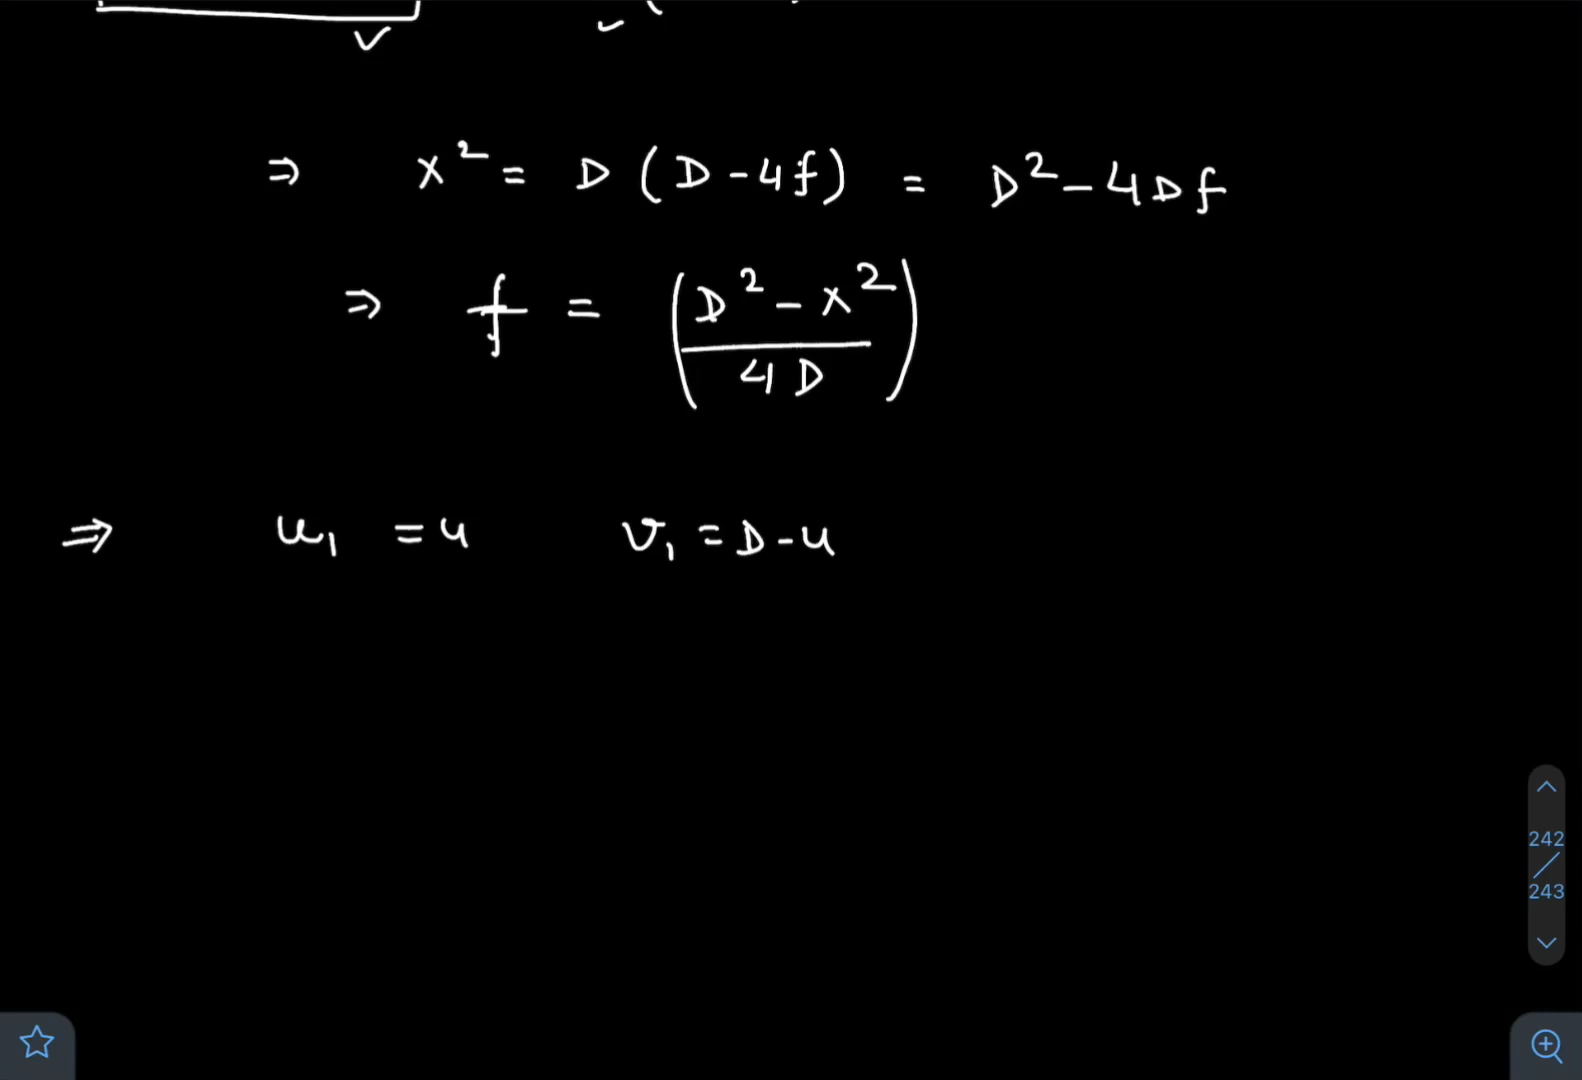 ⇒ x² = D (D - 4f) = D² - 4Df
⇒ f = (D² - x² / 4D)
⇒ u₁ = u v₁ = D - u
242
/
243